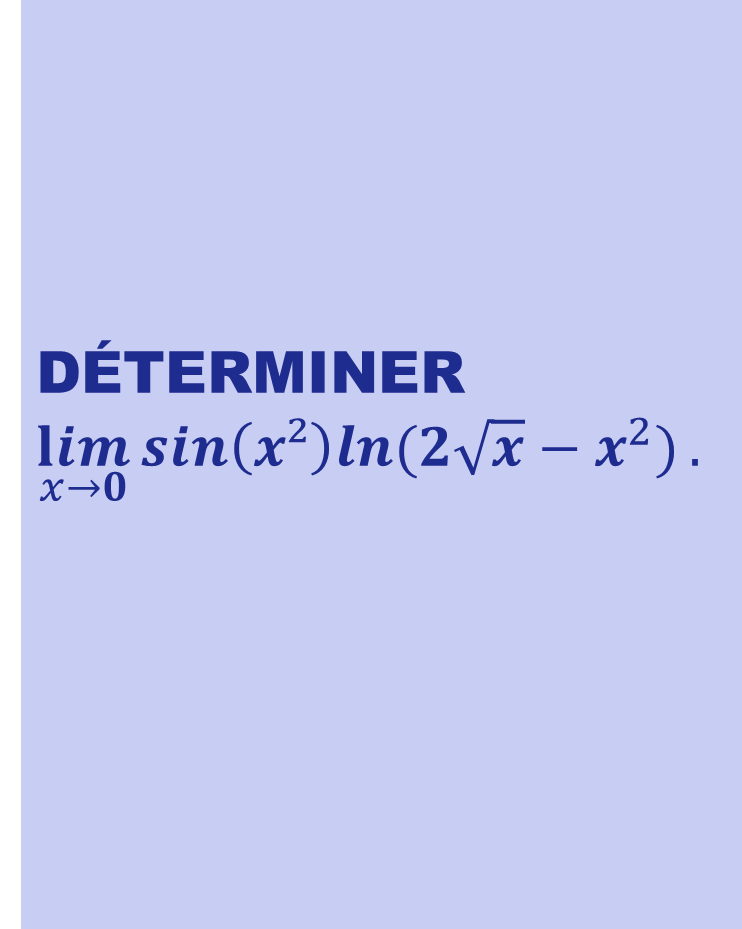 DÉTERMINER
lim sin(x²)ln(2√x − x²) .
x→0